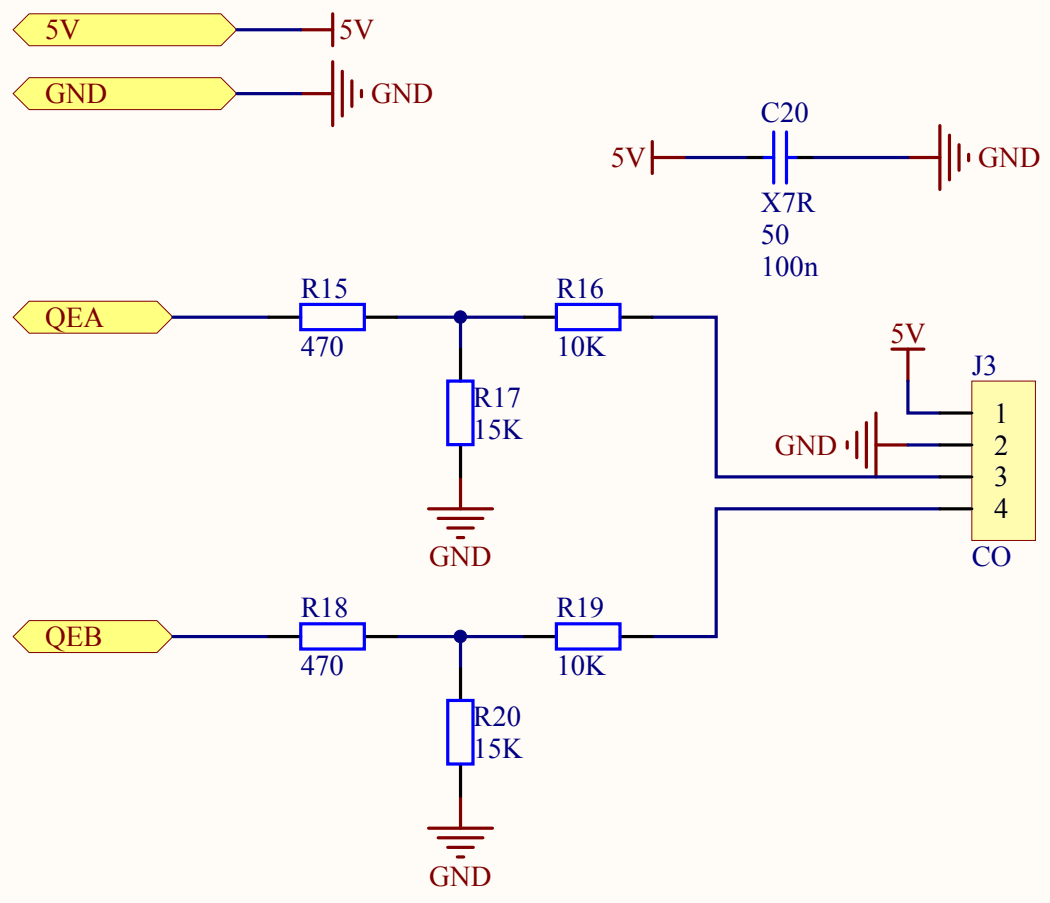 5V
5V
GND
GND
C20
5V
GND
X7R
50
100n
R15
R16
QEA
470
10K
5V
J3
R17
15K
1
GND
2
3
4
GND
CO
R18
R19
QEB
470
10K
R20
15K
GND